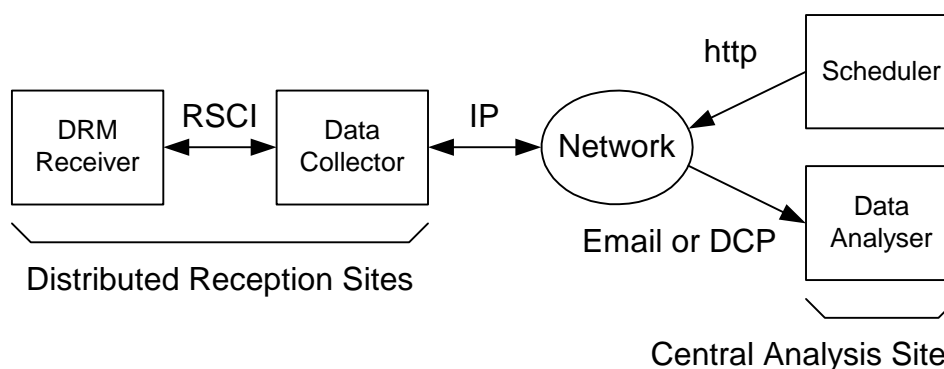 http
Scheduler
DRM
Receiver
RSCI
Data
Collector
IP
Network
Data
Analyser
Email or DCP
Distributed Reception Sites
Central Analysis Site